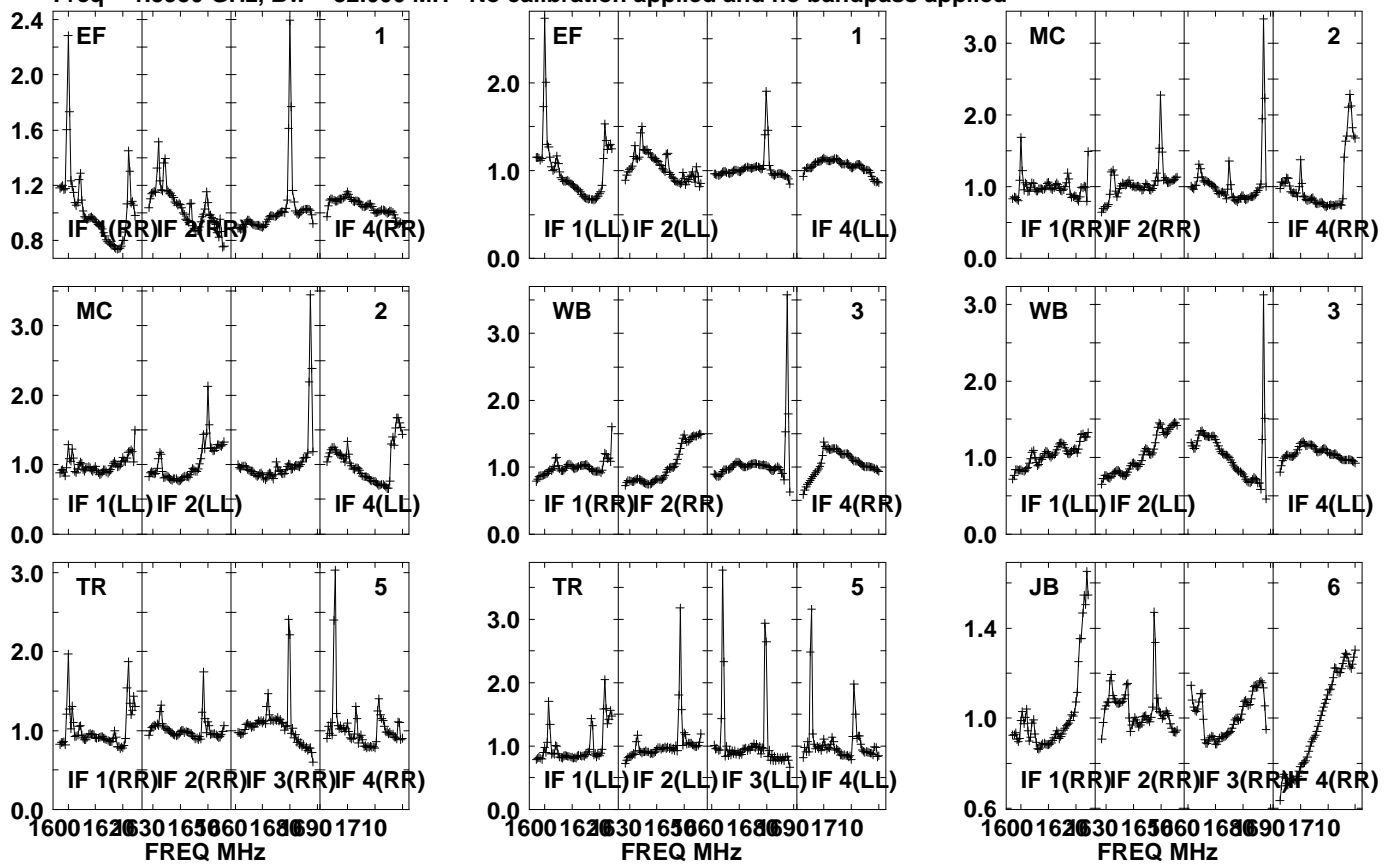 No calibration applied and no bandpass applied
2.4 EF 1 EF 1 MC 2
3.0
2.0
2.0
2.0
1.6
1.2 1.0 1.0
0.8 IF 1(RR) IF 2(RR) IF 4(RR) IF 1(LL) IF 2(LL) IF 4(LL) IF 1(RR) IF 2(RR) IF 4(RR)
0.0 0.0
MC 2 WB 3 WB 3
3.0 3.0 3.0
2.0 2.0 2.0
1.0 1.0 1.0
IF 1(LL) IF 2(LL) IF 4(LL) IF 1(RR) IF 2(RR) IF 4(RR) IF 1(LL) IF 2(LL) IF 4(LL)
0.0 0.0 0.0
3.0 TR 5 TR 5 JB 6
3.0
1.4
2.0 2.0
1.0 1.0 1.0
IF 1(RR) IF 2(RR) IF 3(RR) IF 4(RR) IF 1(LL) IF 2(LL) IF 3(LL) IF 4(LL) IF 1(RR) IF 2(RR) IF 3(RR) IF 4(RR)
0.0 0.0 0.6
1600 1710 1600 1710
FREQ MHz FREQ MHz